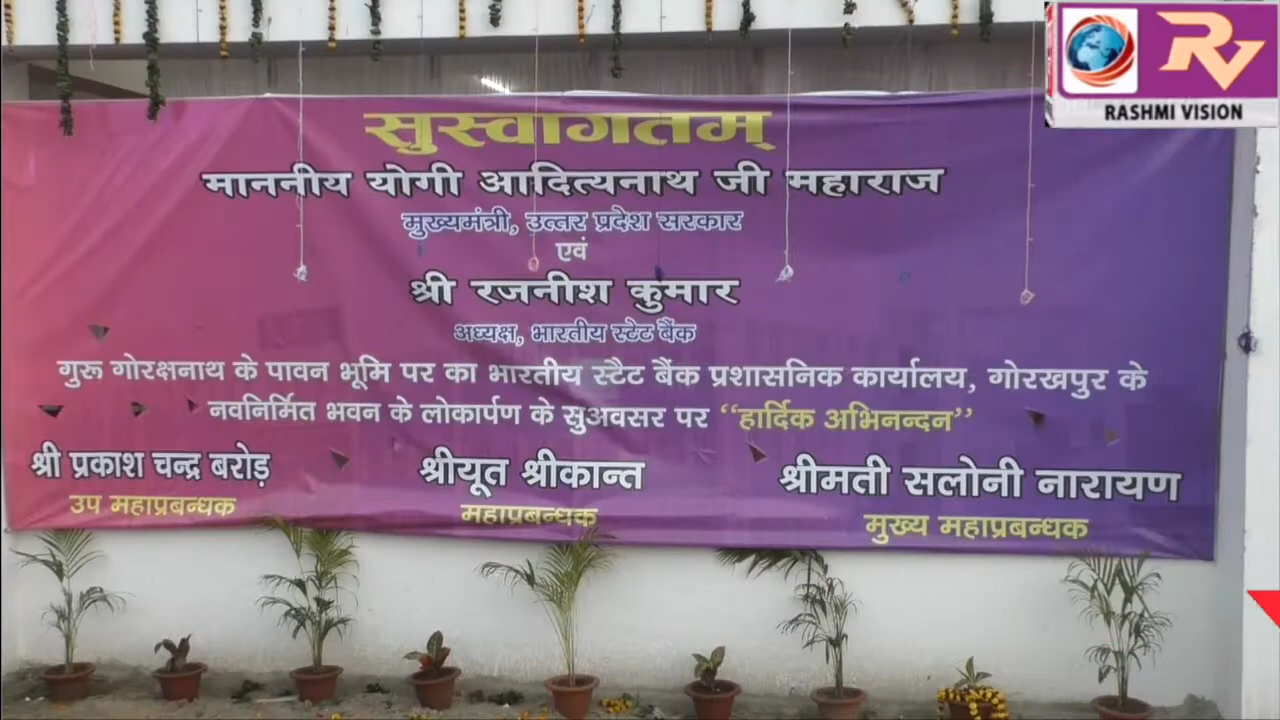 RV
RASHMI VISION
सुस्वागतम्
माननीय योगी आदित्यनाथ जी महाराज
मुख्यमंत्री, उत्तर प्रदेश सरकार
एवं
श्री रजनीश कुमार
अध्यक्ष, भारतीय स्टेट बैंक
गुरू गोरक्षनाथ के पावन भूमि पर का भारतीय स्टैट बैंक प्रशासनिक कार्यालय, गोरखपुर के
नवनिर्मित भवन के लोकार्पण के सुअवसर पर “हार्दिक अभिनन्दन”
श्री प्रकाश चन्द्र बरोड़ श्रीयूत श्रीकान्त श्रीमती सलोनी नारायण
उप महाप्रबन्धक महाप्रबन्धक मुख्य महाप्रबन्धक